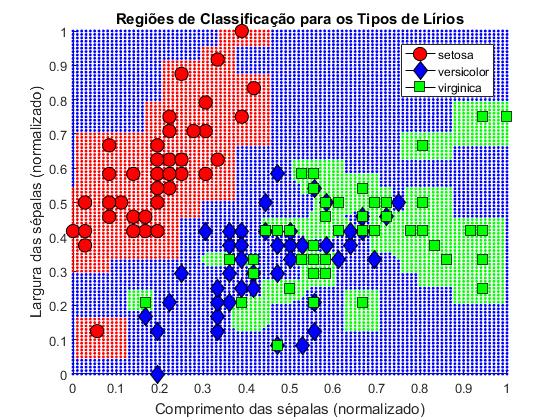 Regiões de Classificação para os Tipos de Lírios
1
0.9
0.8
0.7
0.6
0.5
0.4
0.3
0.2
0.1
0
Largura das sépalas (normalizado)
setosa
versicolor
virginica
0 0.1 0.2 0.3 0.4 0.5 0.6 0.7 0.8 0.9 1
Comprimento das sépalas (normalizado)